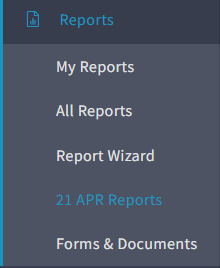 Reports
My Reports
All Reports
Report Wizard
21 APR Reports
Forms & Documents